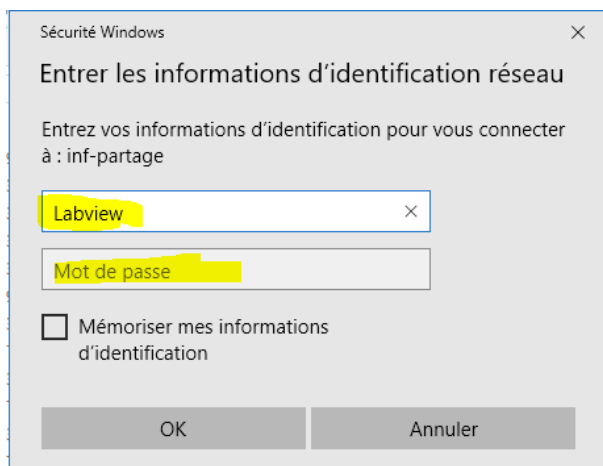 Sécurité Windows
Entrer les informations d’identification réseau
Entrez vos informations d’identification pour vous connecter
à : inf-partage
Labview
Mot de passe
Mémoriser mes informations
d’identification
OK
Annuler